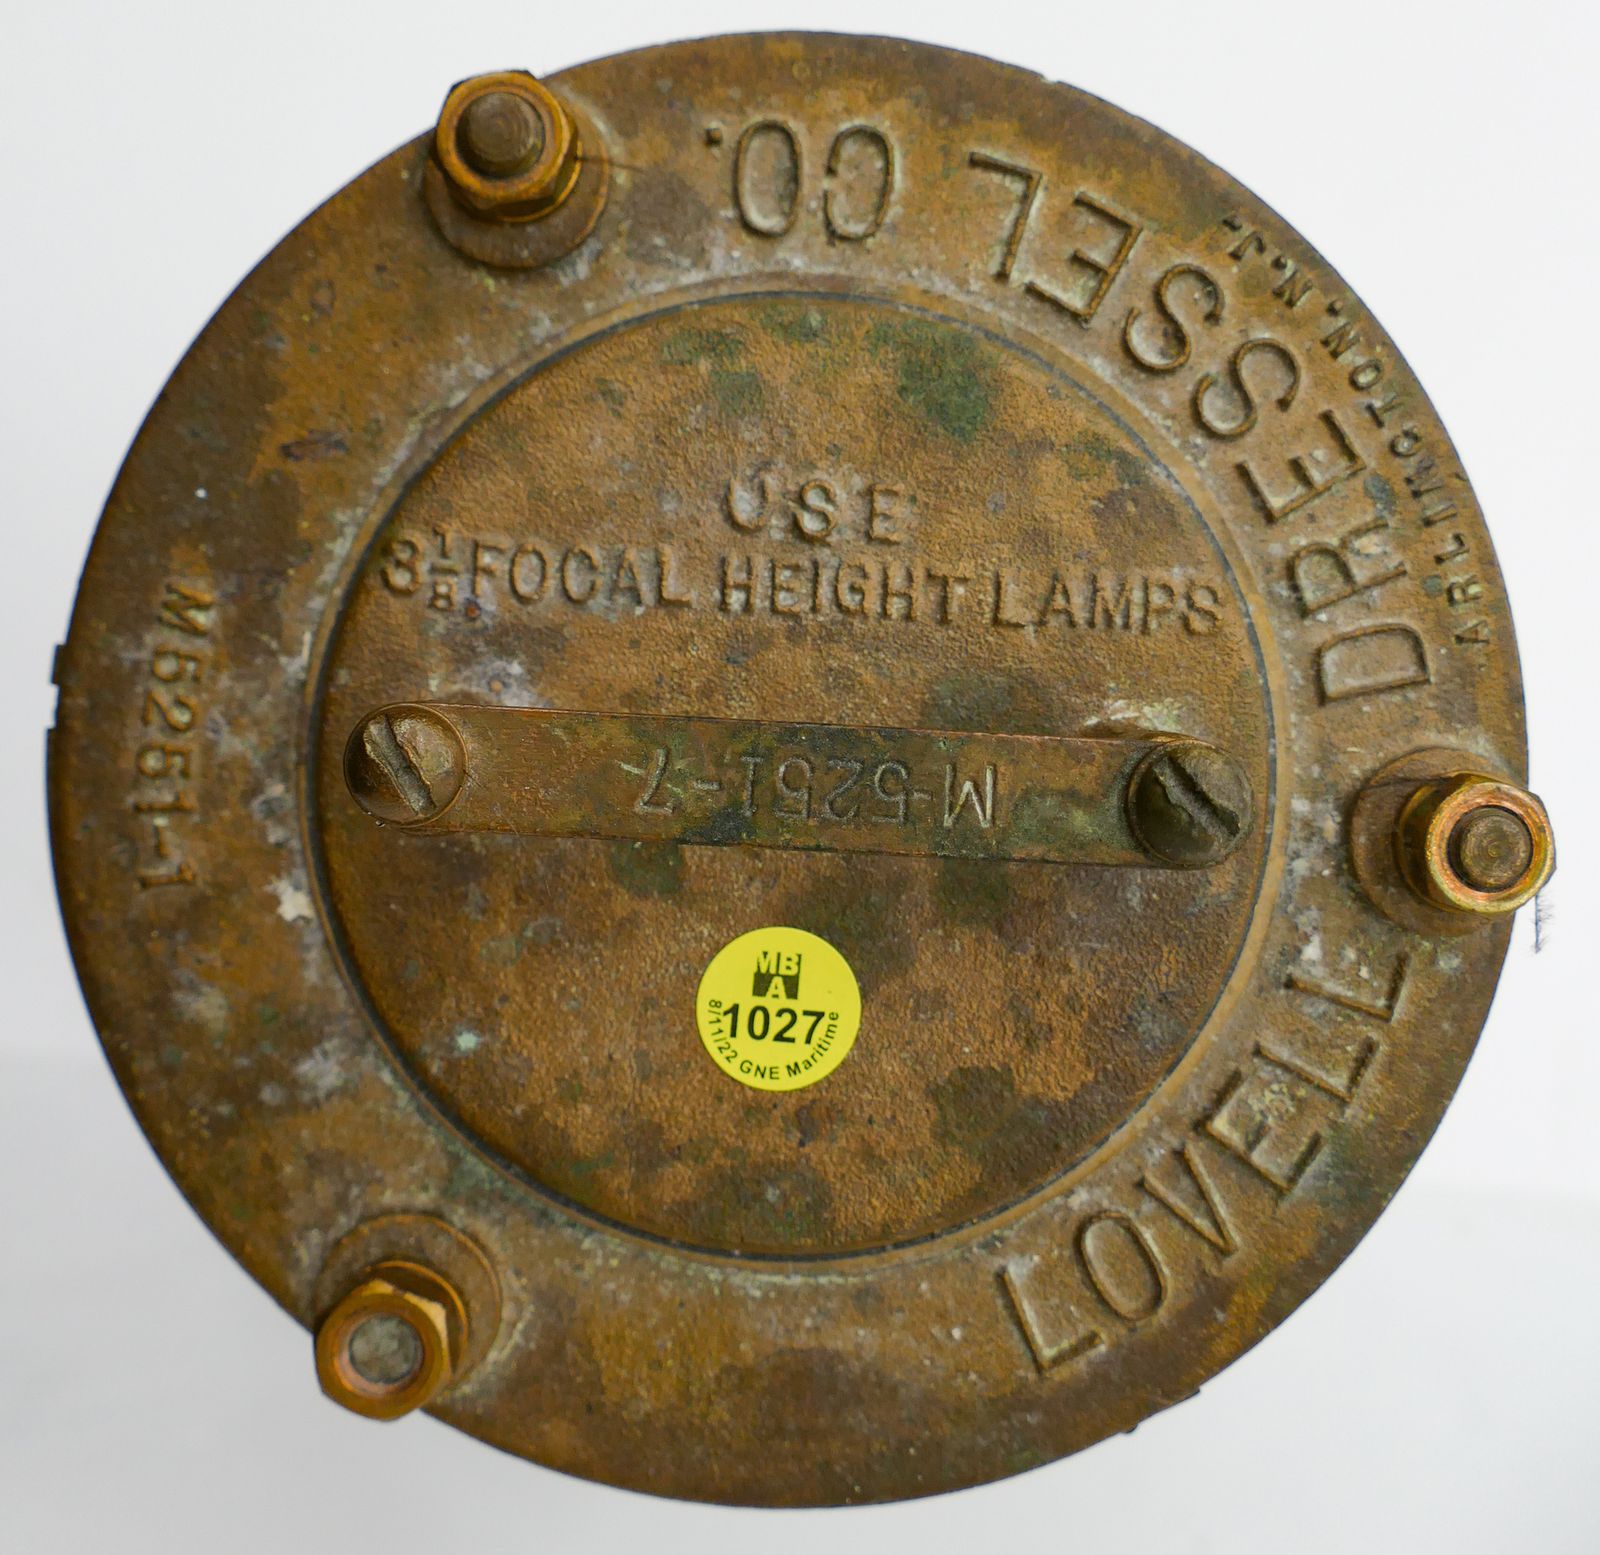 LOVELL DRESSEL CO.
ARLINGTON, N.J.
USE
3 1/8 FOCAL HEIGHT LAMPS
M5251-1
M-5251-7
MBA
1027
8/11/22 GNE Maritime